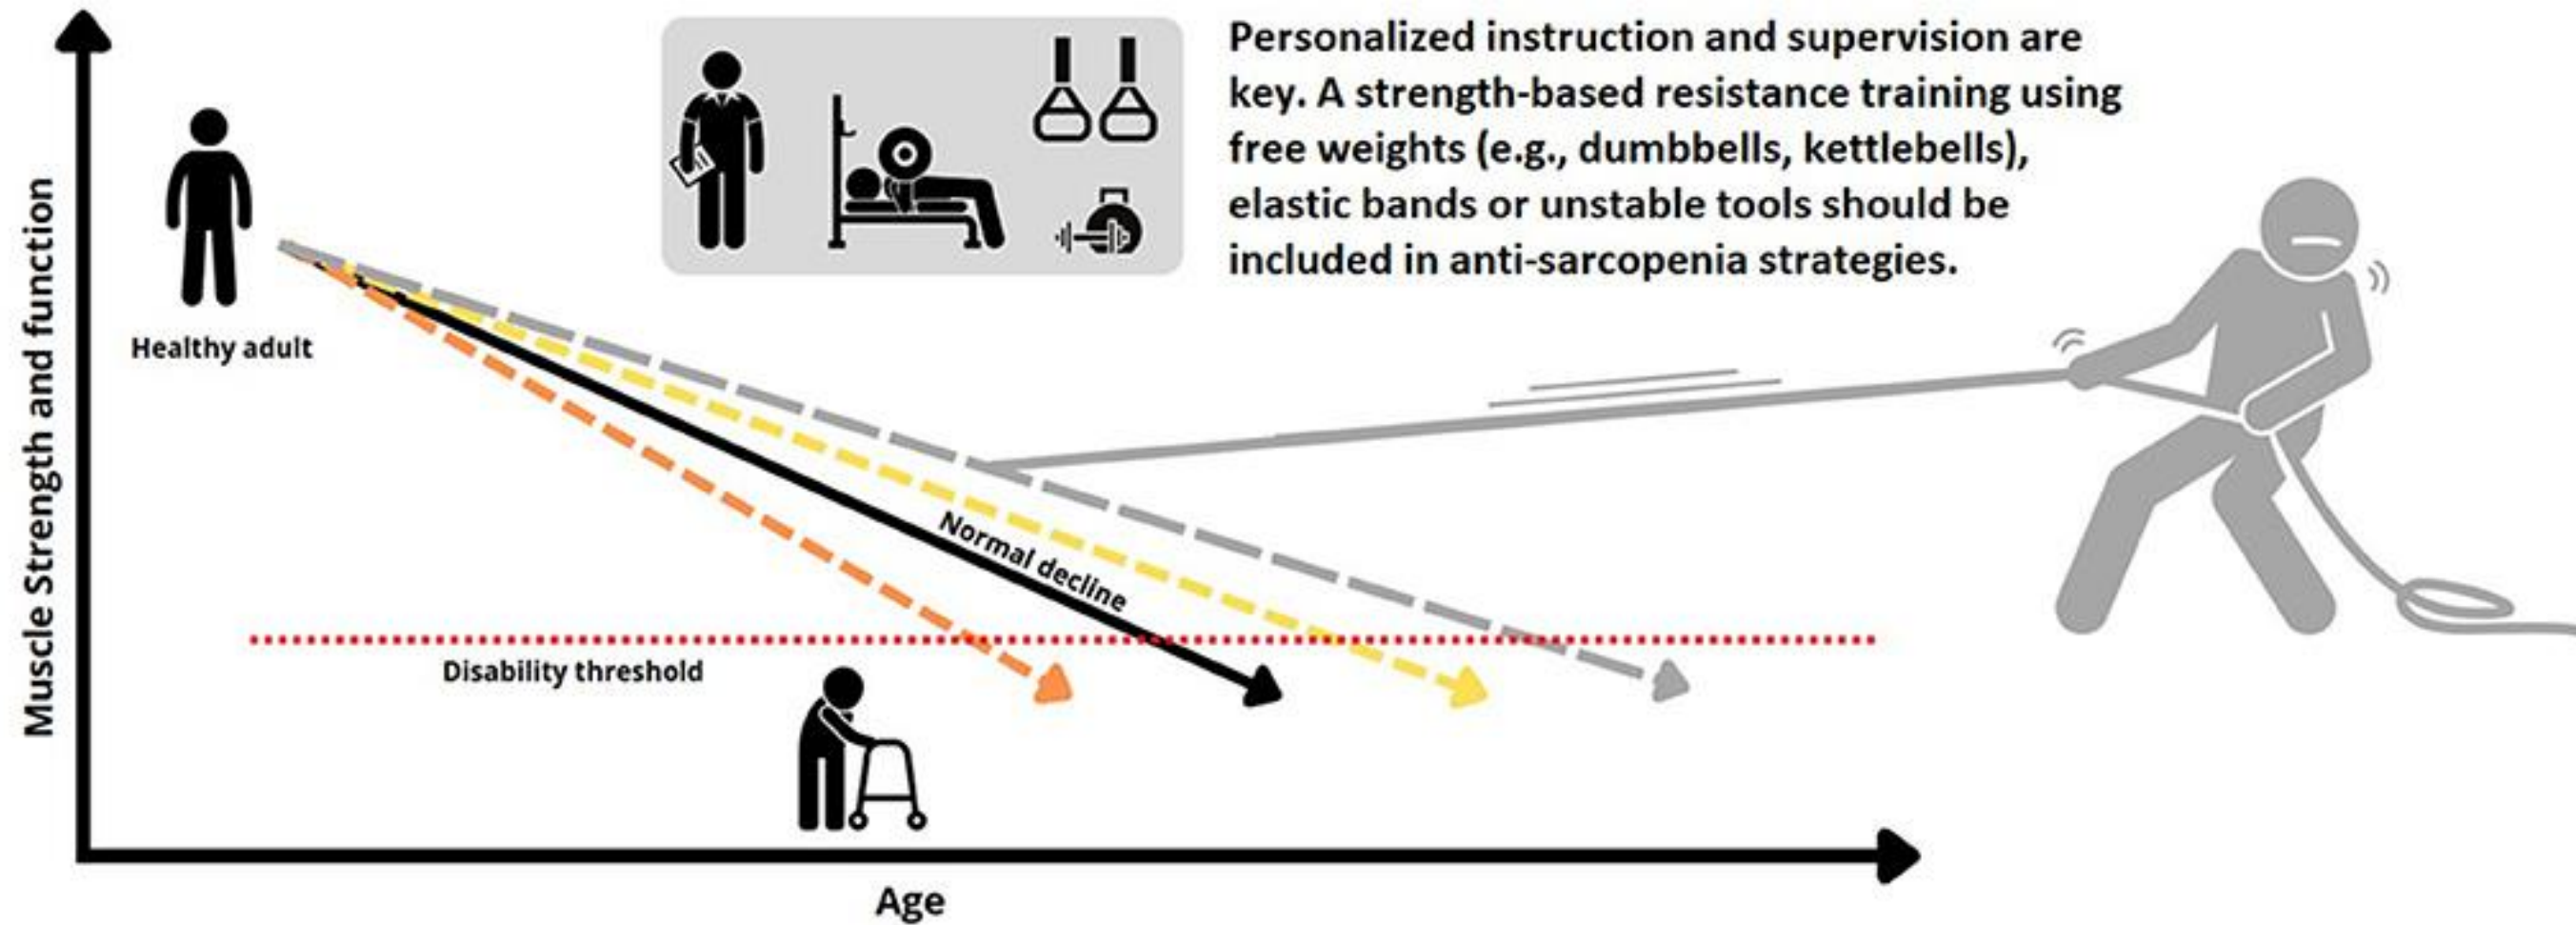 Personalized instruction and supervision are
key. A strength-based resistance training using
free weights (e.g., dumbbells, kettlebells),
elastic bands or unstable tools should be
included in anti-sarcopenia strategies.
Muscle Strength and function
Healthy adult
Normal decline
Disability threshold
Age